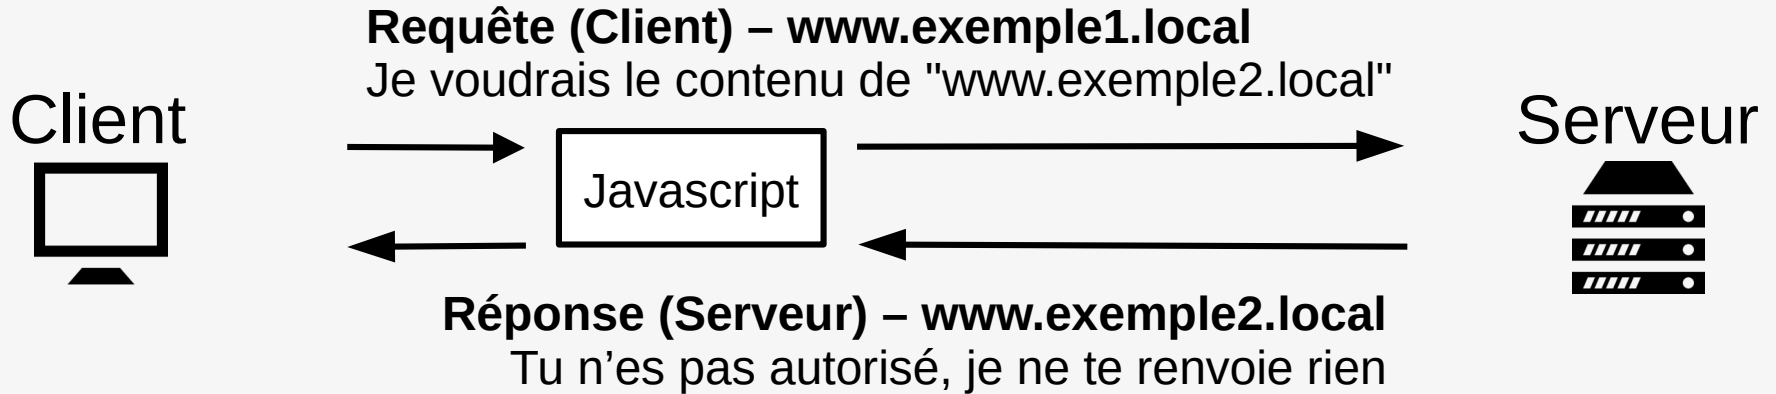 Requête (Client) – www.exemple1.local
Je voudrais le contenu de "www.exemple2.local"
Client
Serveur
Javascript
Réponse (Serveur) – www.exemple2.local
Tu n’es pas autorisé, je ne te renvoie rien